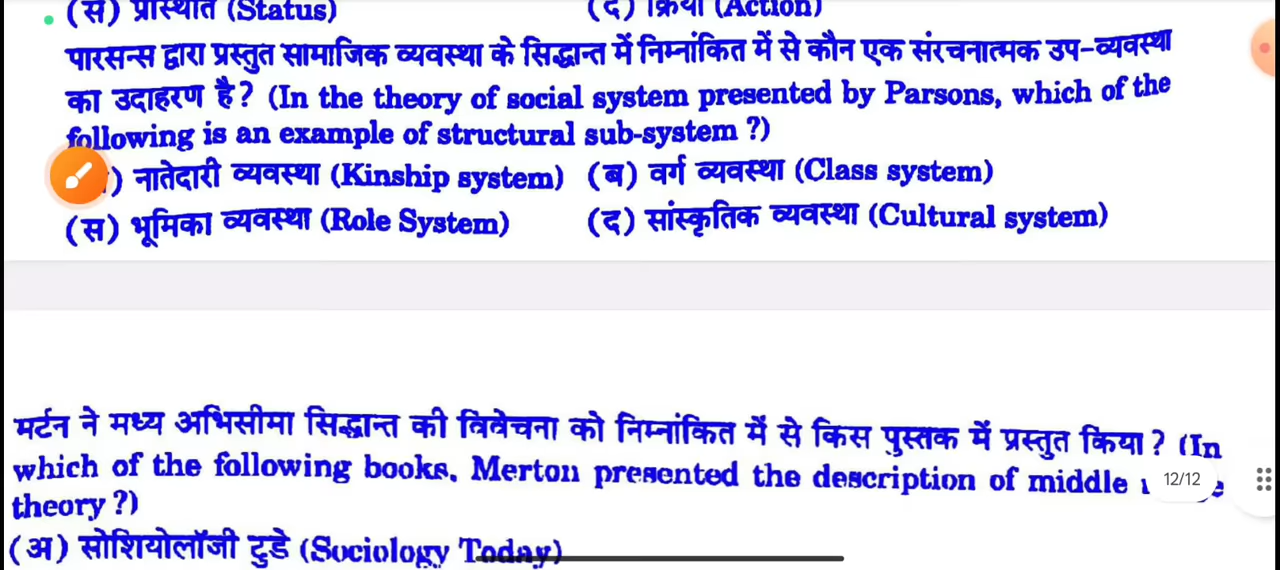 (स) प्रस्थिति (Status) (द) क्रिया (Action)
पारसन्स द्वारा प्रस्तुत सामाजिक व्यवस्था के सिद्धान्त में निम्नांकित में से कौन एक संरचनात्मक उप-व्यवस्था
का उदाहरण है? (In the theory of social system presented by Parsons, which of the
following is an example of structural sub-system ?)
) नातेदारी व्यवस्था (Kinship system) (ब) वर्ग व्यवस्था (Class system)
(स) भूमिका व्यवस्था (Role System) (द) सांस्कृतिक व्यवस्था (Cultural system)
मर्टन ने मध्य अभिसीमा सिद्धान्त की विवेचना को निम्नांकित में से किस पुस्तक में प्रस्तुत किया? (In
which of the following books, Merton presented the description of middle
12/12
theory ?)
(अ) सोशियोलॉजी टुडे (Sociology Today)